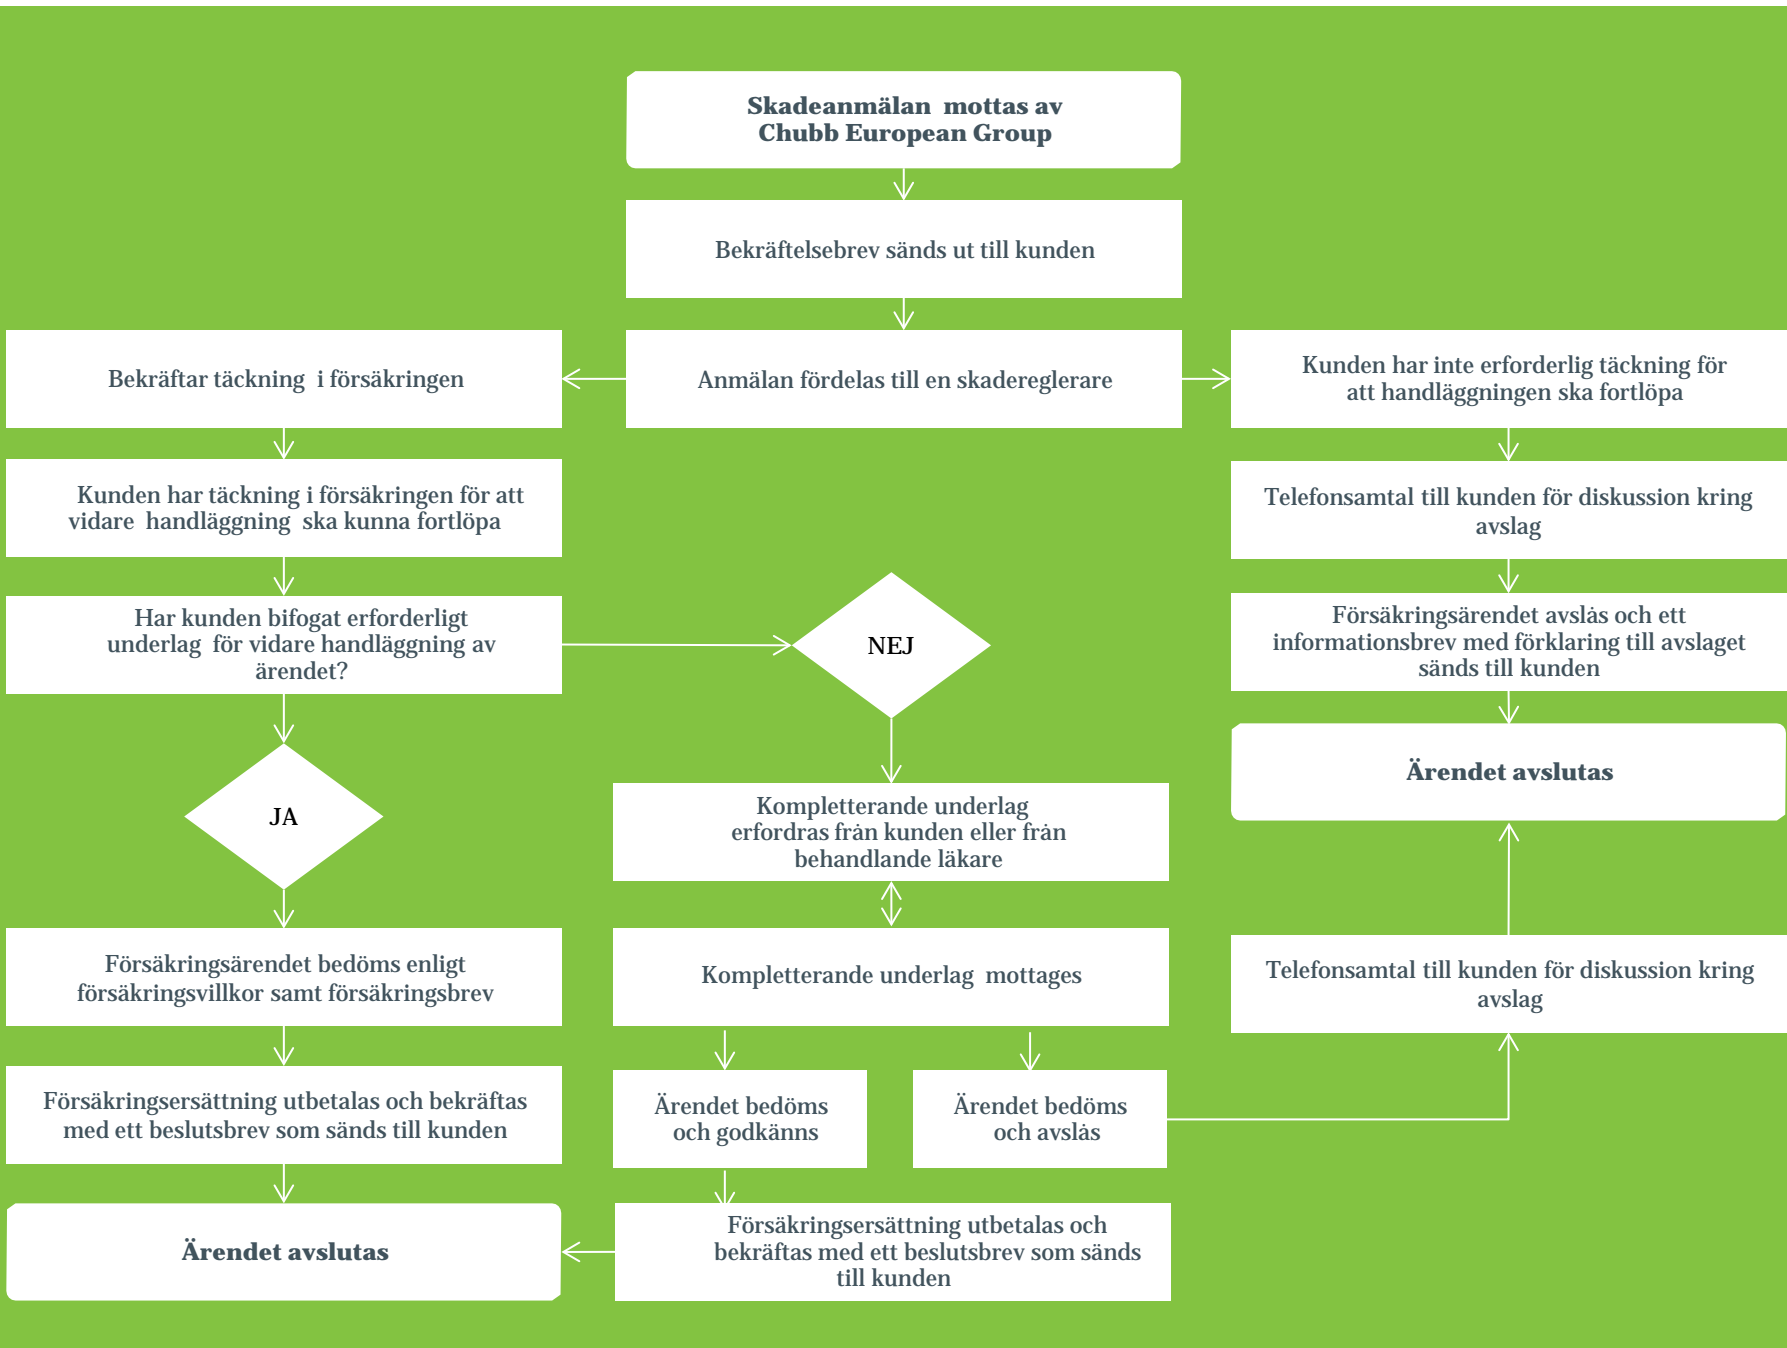 Skadeanmälan mottas av
Chubb European Group
Bekräftelsebrev sänds ut till kunden
Anmälan fördelas till en skadereglerare
Bekräftar täckning i försäkringen
Kunden har täckning i försäkringen för att
vidare handläggning ska kunna fortlöpa
Har kunden bifogat erforderligt
underlag för vidare handläggning av
ärendet?
JA
Försäkringsärendet bedöms enligt
försäkringsvillkor samt försäkringsbrev
Försäkringsersättning utbetalas och bekräftas
med ett beslutsbrev som sänds till kunden
Ärendet avslutas
NEJ
Kompletterande underlag
erfordras från kunden eller från
behandlande läkare
Kompletterande underlag mottages
Ärendet bedöms
och godkänns
Ärendet bedöms
och avslås
Försäkringsersättning utbetalas och
bekräftas med ett beslutsbrev som sänds
till kunden
Kunden har inte erforderlig täckning för
att handläggningen ska fortlöpa
Telefonsamtal till kunden för diskussion kring
avslag
Försäkringsärendet avslås och ett
informationsbrev med förklaring till avslaget
sänds till kunden
Ärendet avslutas
Telefonsamtal till kunden för diskussion kring
avslag